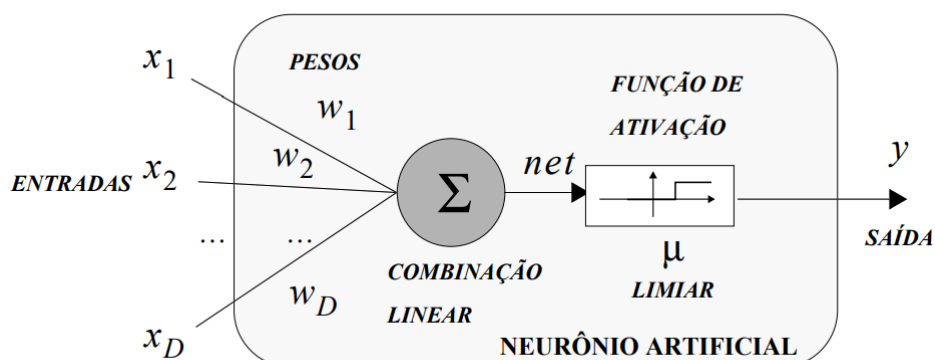 x1
PESOS
w1
FUNÇÃO DE
ATIVAÇÃO
ENTRADAS x2
w2
Σ
net
y
SAÍDA
...
...
μ
LIMIAR
COMBINAÇÃO
LINEAR
wD
xD
NEURÔNIO ARTIFICIAL